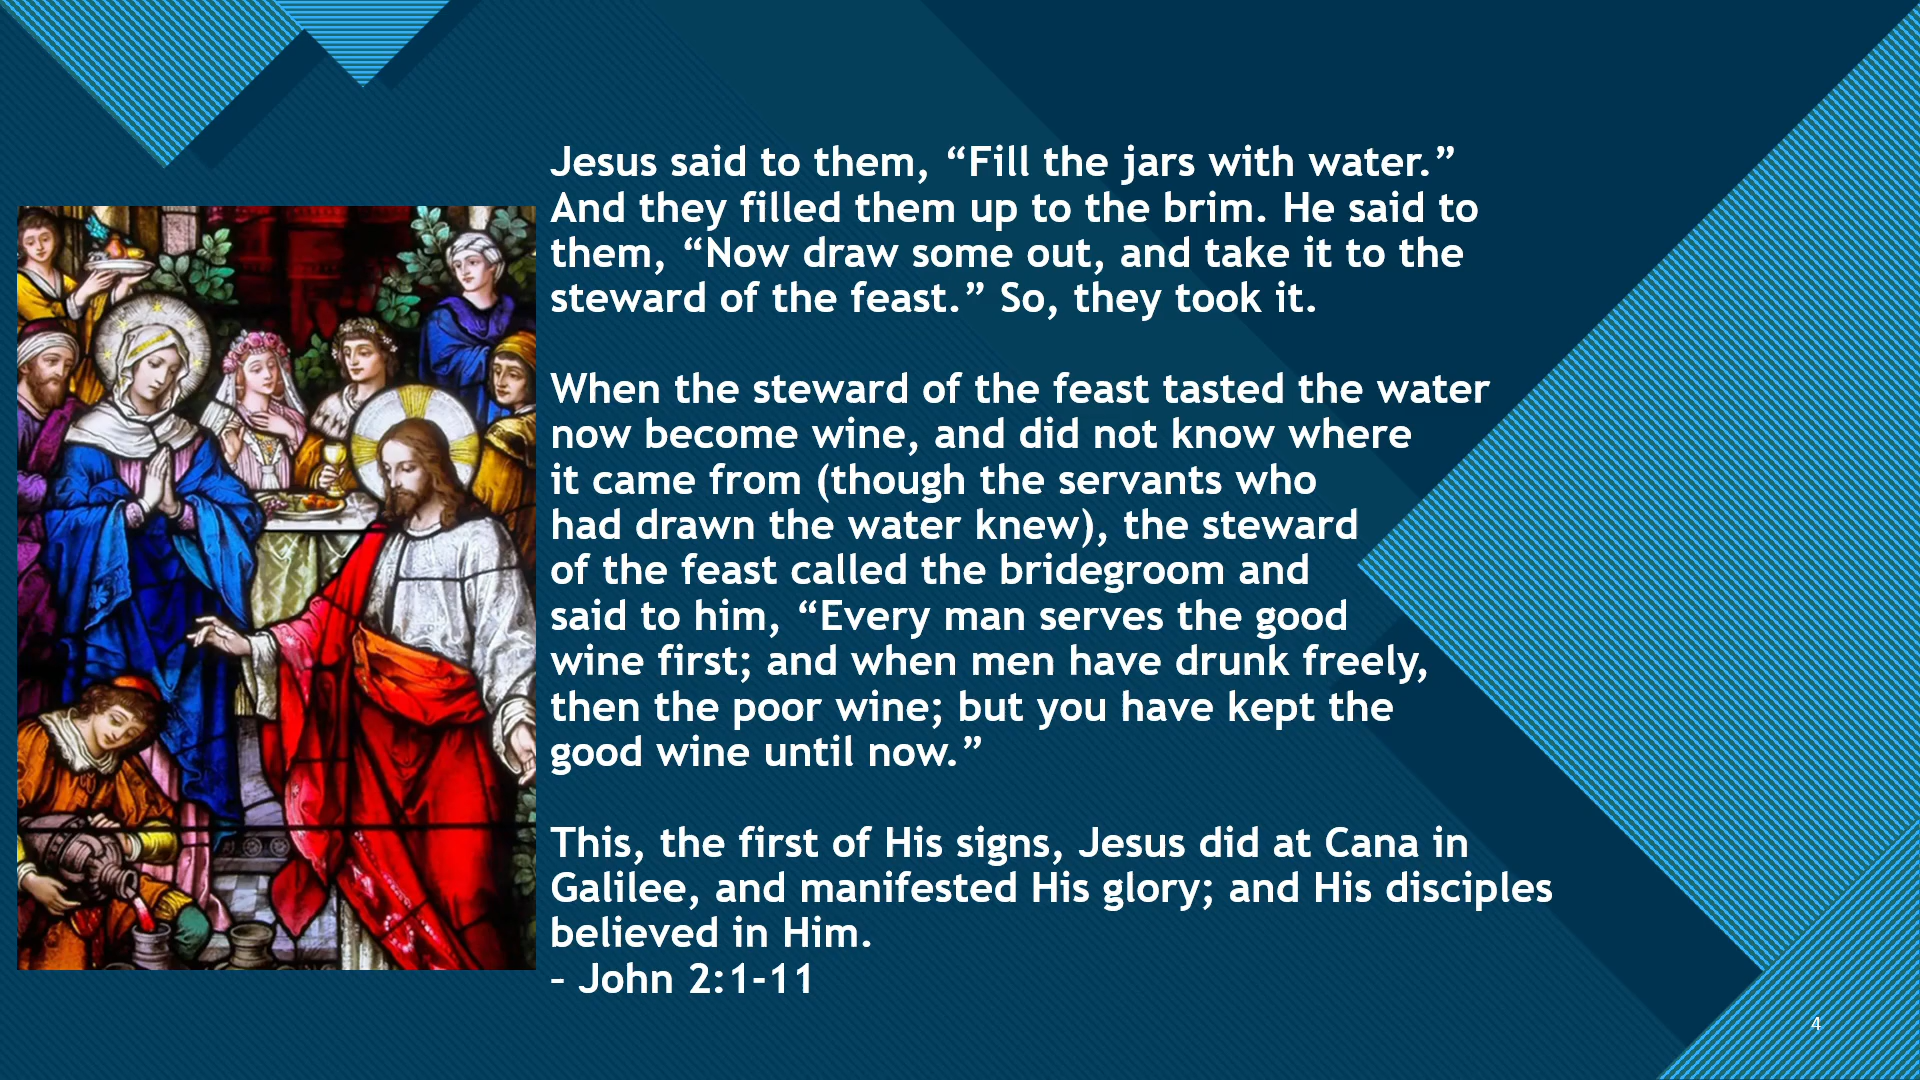 Jesus said to them, “Fill the jars with water.”
And they filled them up to the brim. He said to
them, “Now draw some out, and take it to the
steward of the feast.” So, they took it.
When the steward of the feast tasted the water
now become wine, and did not know where
it came from (though the servants who
had drawn the water knew), the steward
of the feast called the bridegroom and
said to him, “Every man serves the good
wine first; and when men have drunk freely,
then the poor wine; but you have kept the
good wine until now.”
This, the first of His signs, Jesus did at Cana in
Galilee, and manifested His glory; and His disciples
believed in Him.
– John 2:1-11
4